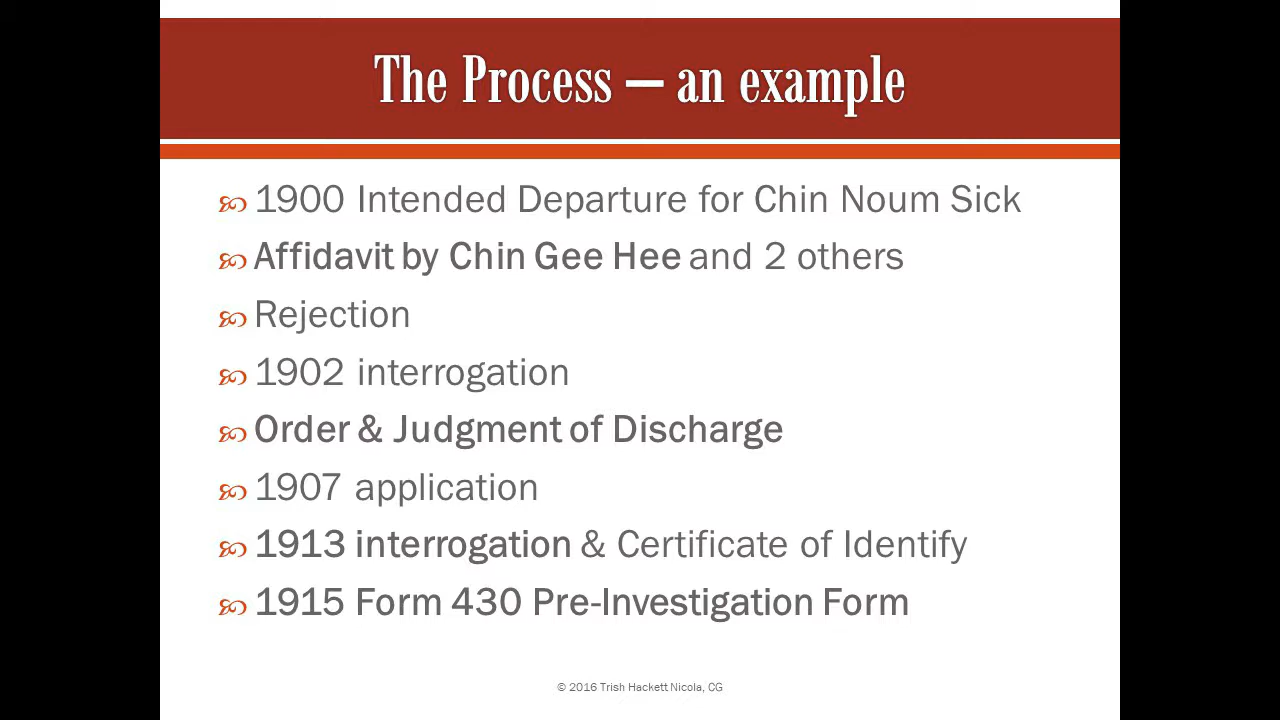 The Process – an example
1900 Intended Departure for Chin Noum Sick
Affidavit by Chin Gee Hee and 2 others
Rejection
1902 interrogation
Order & Judgment of Discharge
1907 application
1913 interrogation & Certificate of Identify
1915 Form 430 Pre-Investigation Form
© 2016 Trish Hackett Nicola, CG